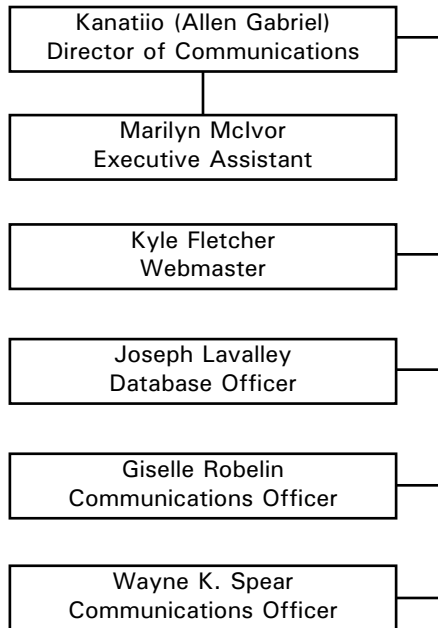 Kanatiio (Allen Gabriel)
Director of Communications
Marilyn McIvor
Executive Assistant
Kyle Fletcher
Webmaster
Joseph Lavalley
Database Officer
Giselle Robelin
Communications Officer
Wayne K. Spear
Communications Officer